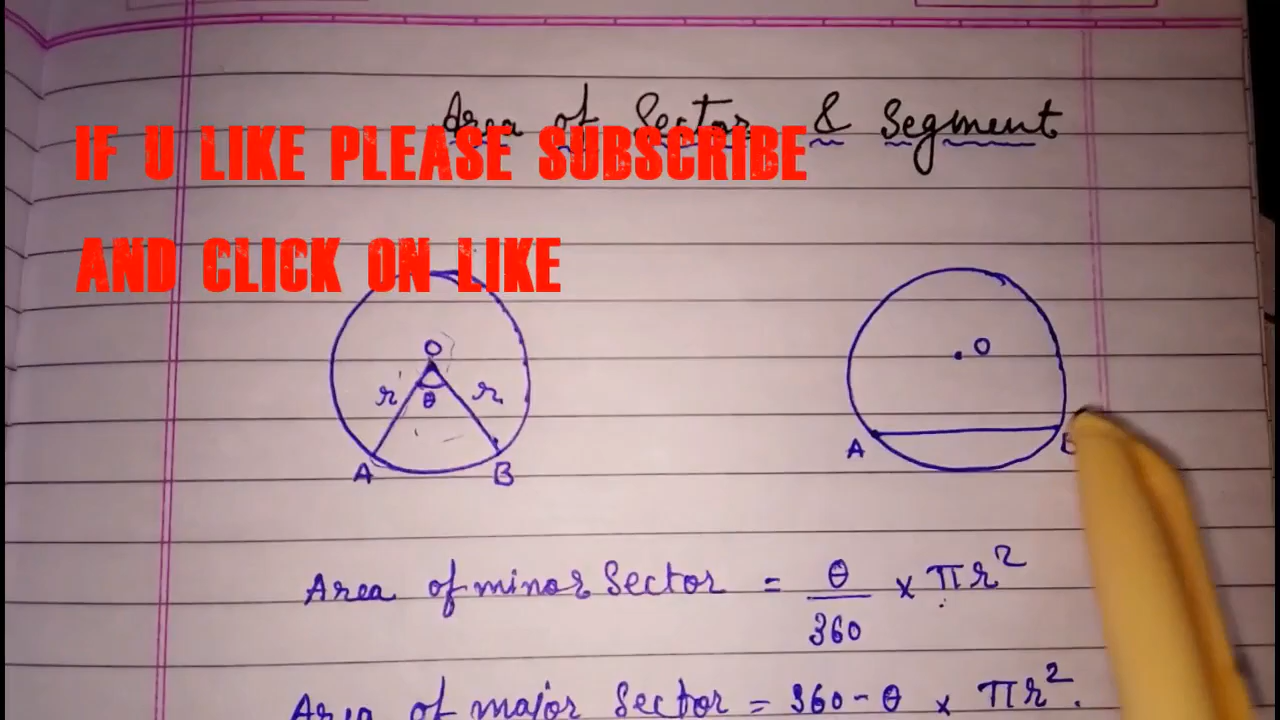 Area of Sector & Segment
IF U LIKE PLEASE SUBSCRIBE
AND CLICK ON LIKE
O
r θ r
A B
O
A B
Area of minor Sector = θ/360 × πr²
Area of major Sector = 360-θ × πr².